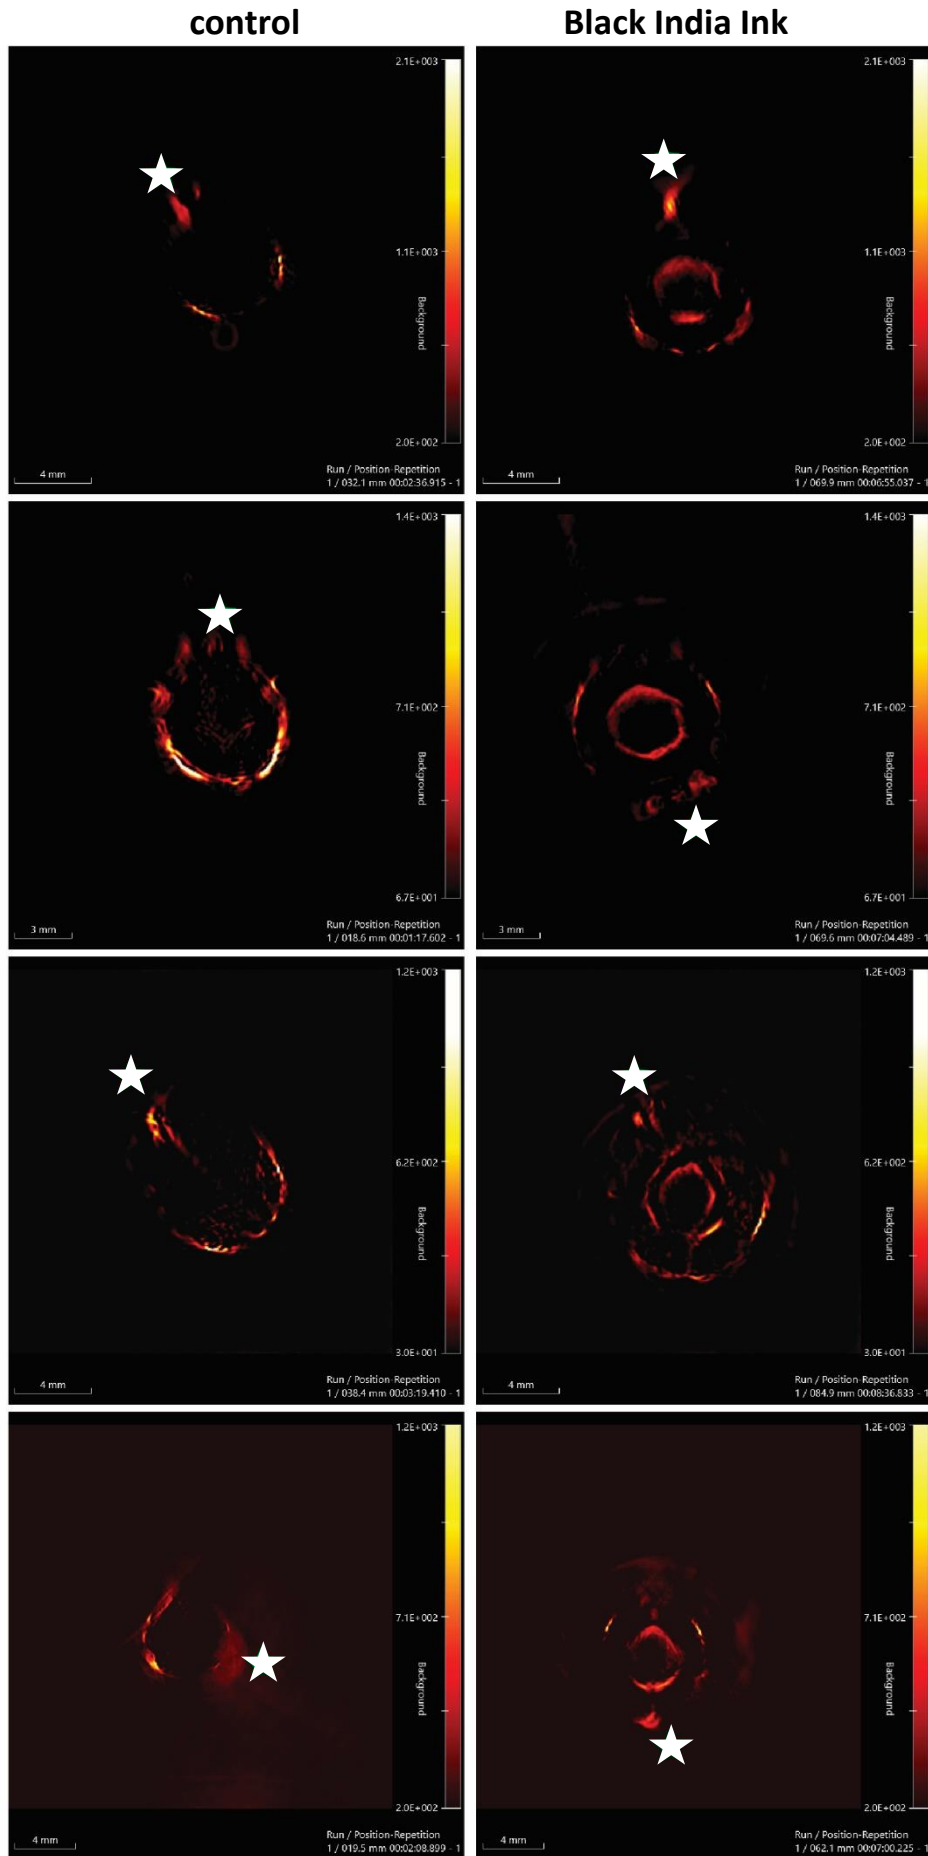 control
Black India Ink
2.1E+003
1.1E+003
Background
2.0E+002
4 mm
Run / Position-Repetition
1 / 032.1 mm 00:02:36.915 - 1
2.1E+003
1.1E+003
Background
2.0E+002
4 mm
Run / Position-Repetition
1 / 069.9 mm 00:06:55.037 - 1
1.4E+003
7.1E+002
Background
6.7E+001
3 mm
Run / Position-Repetition
1 / 018.6 mm 00:01:17.602 - 1
1.4E+003
7.1E+002
Background
6.7E+001
3 mm
Run / Position-Repetition
1 / 069.6 mm 00:07:04.489 - 1
1.2E+003
6.2E+002
Background
3.0E+001
4 mm
Run / Position-Repetition
1 / 038.4 mm 00:03:19.410 - 1
1.2E+003
6.2E+002
Background
3.0E+001
4 mm
Run / Position-Repetition
1 / 084.9 mm 00:08:36.833 - 1
1.2E+003
7.1E+002
Background
2.0E+002
4 mm
Run / Position-Repetition
1 / 019.5 mm 00:02:08.899 - 1
1.2E+003
7.1E+002
Background
2.0E+002
4 mm
Run / Position-Repetition
1 / 062.1 mm 00:07:00.225 - 1